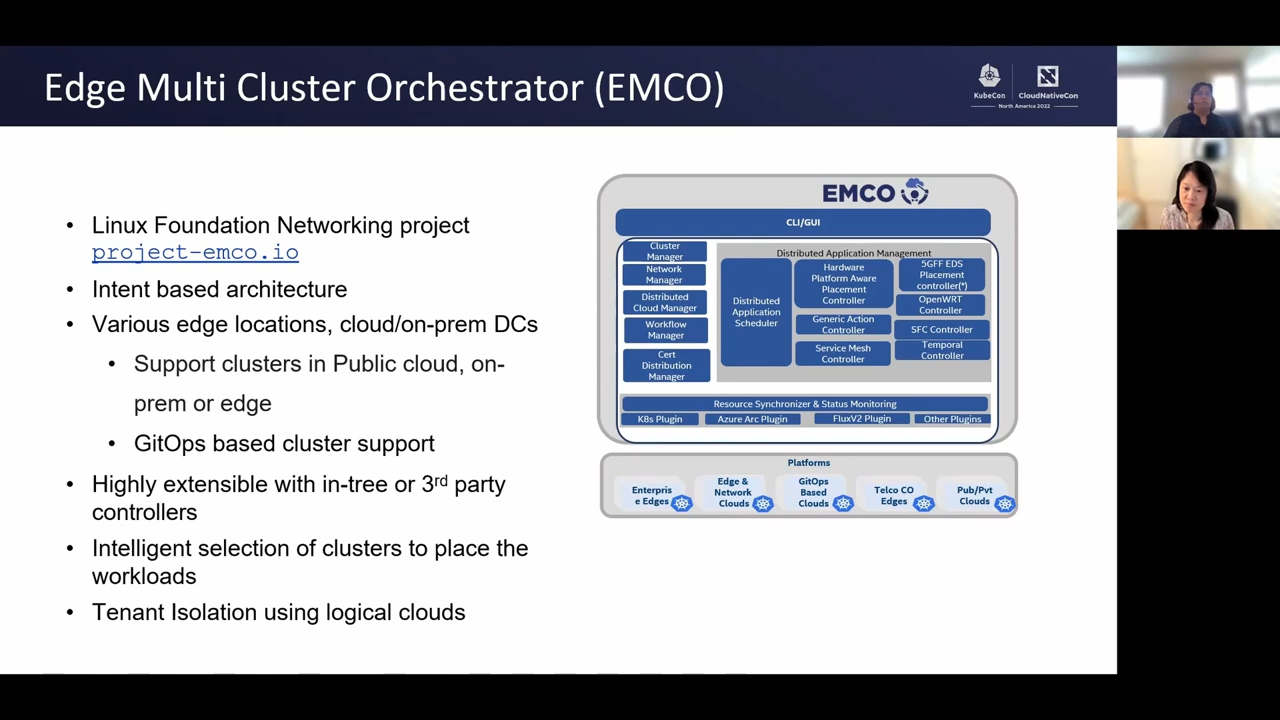 Edge Multi Cluster Orchestrator (EMCO)
KubeCon
CloudNativeCon
North America 2022
• Linux Foundation Networking project
project-emco.io
• Intent based architecture
• Various edge locations, cloud/on-prem DCs
• Support clusters in Public cloud, on-
prem or edge
• GitOps based cluster support
• Highly extensible with in-tree or 3rd party
controllers
• Intelligent selection of clusters to place the
workloads
• Tenant Isolation using logical clouds
EMCO
CLI/GUI
Cluster
Manager
Network
Manager
Distributed
Cloud Manager
Workflow
Manager
Cert
Distribution
Manager
Distributed Application Management
Distributed
Application
Scheduler
Hardware
Platform Aware
Placement
Controller
Generic Action
Controller
Service Mesh
Controller
5GFF EDS
Placement
controller(*)
OpenWRT
Controller
SFC Controller
Temporal
Controller
Resource Synchronizer & Status Monitoring
K8s Plugin
Azure Arc Plugin
FluxV2 Plugin
Other Plugins
Platforms
Enterpris
e Edges
Edge &
Network
Clouds
GitOps
Based
Clouds
Telco CO
Edges
Pub/Pvt
Clouds